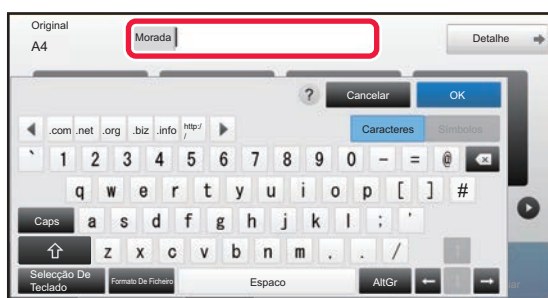 Original
A4
Morada
Detalhe
? Cancelar OK
.com .net .org .biz .info http:/
/
Caracteres Símbolos
` 1 2 3 4 5 6 7 8 9 0 - = @
q w e r t y u i o p [ ] #
Caps a s d f g h j k l ; '
z x c v b n m . . /
Selecção De
Teclado
Formato De Ficheiro
Espaço
AltGr